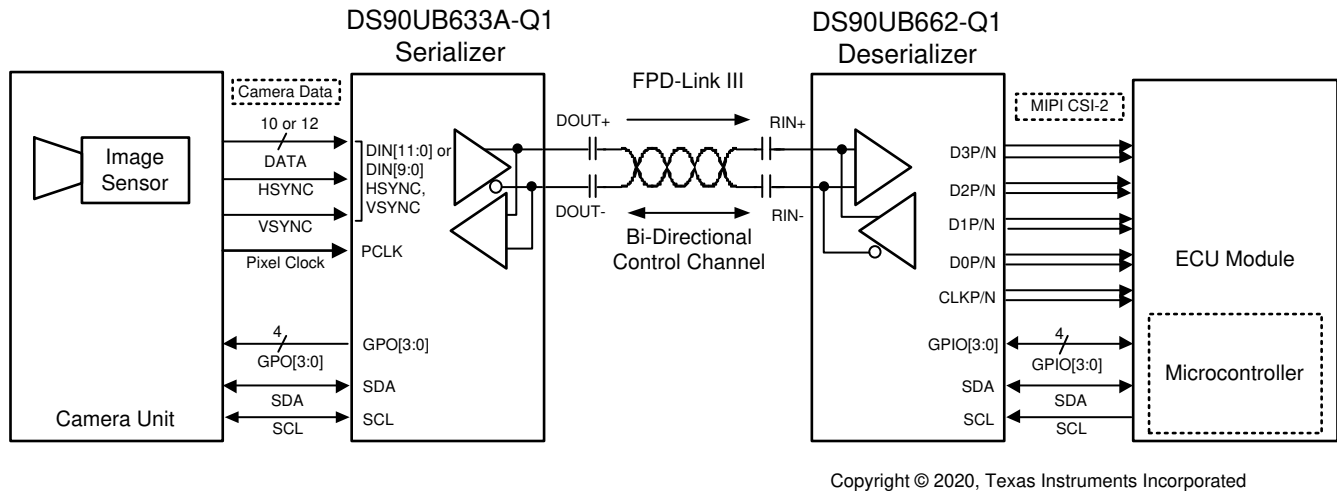 DS90UB633A-Q1
Serializer
DS90UB662-Q1
Deserializer
Camera Data
FPD-Link III
MIPI CSI-2
Image
Sensor
10 or 12
DATA
HSYNC
VSYNC
Pixel Clock
4
GPO[3:0]
SDA
SCL
Camera Unit
DIN[11:0] or
DIN[9:0]
HSYNC,
VSYNC
PCLK
GPO[3:0]
SDA
SCL
DOUT+
DOUT-
RIN+
RIN-
Bi-Directional
Control Channel
D3P/N
D2P/N
D1P/N
D0P/N
CLKP/N
GPIO[3:0]
SDA
SCL
4
GPIO[3:0]
SDA
SCL
ECU Module
Microcontroller
Copyright © 2020, Texas Instruments Incorporated